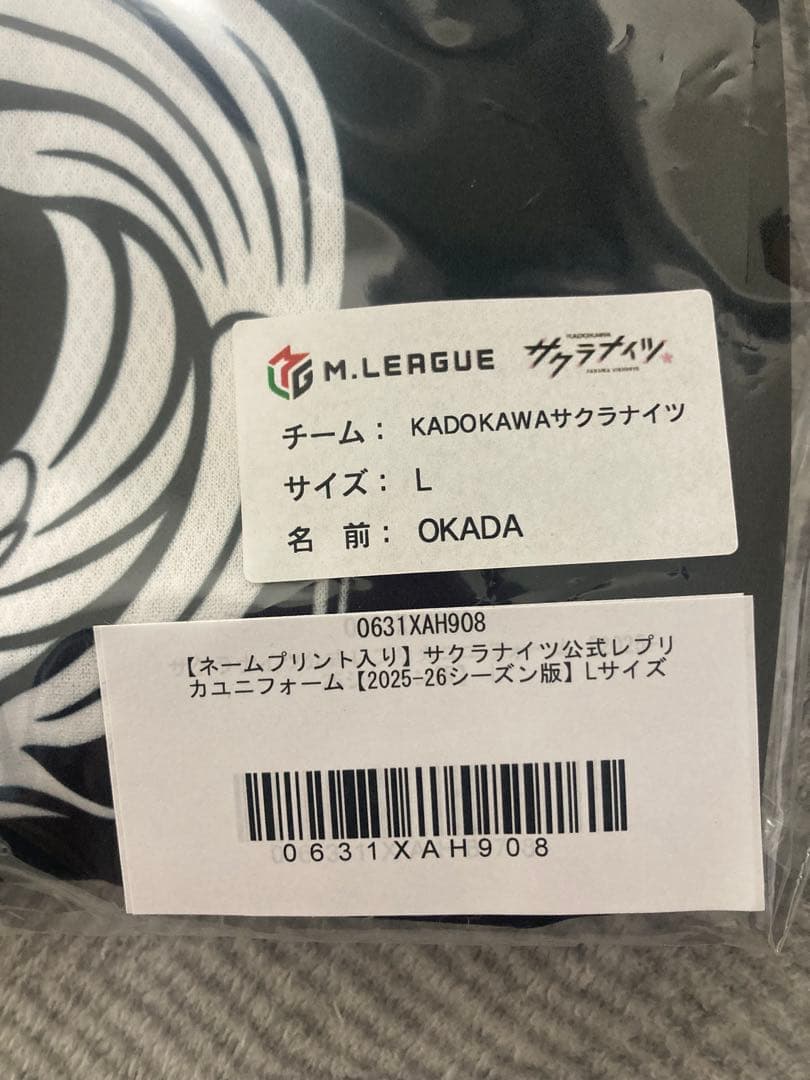 M.LEAGUE
KADOKAWA
サクラナイツ
SAKURA KNIGHTS
チーム： KADOKAWAサクラナイツ
サイズ： L
名 前： OKADA
0631XAH908
【ネームプリント入り】サクラナイツ公式レプリ
カユニフォーム【2025-26シーズン版】Lサイズ
0631XAH908